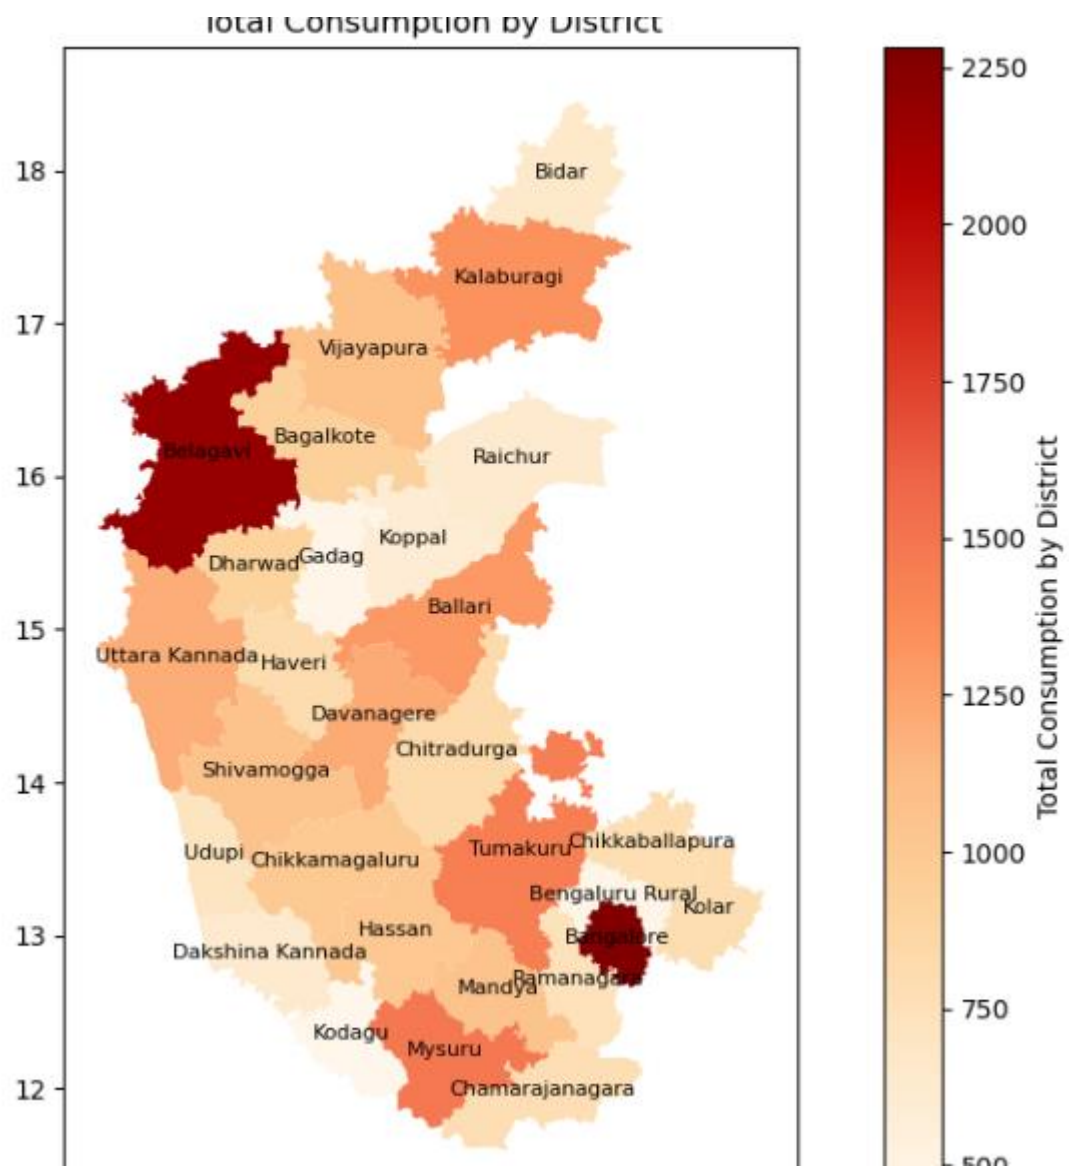 Total Consumption by District
2250
18
Bidar
2000
Kalaburagi
17
Vijayapura
1750
Bagalkote
Belagavi
Raichur
16
1500
Koppal
Dharwad
Gadag
Ballari
15
Uttara Kannada
Haveri
1250
Davanagere
Chitradurga
Shivamogga
14
Total Consumption by District
Tumakuru
Chikkaballapura
1000
Udupi
Chikkamagaluru
Bengaluru Rural
Kolar
Hassan
13
Bangalore
Dakshina Kannada
Ramanagara
Mandya
750
Kodagu
Mysuru
12
Chamarajanagara
500